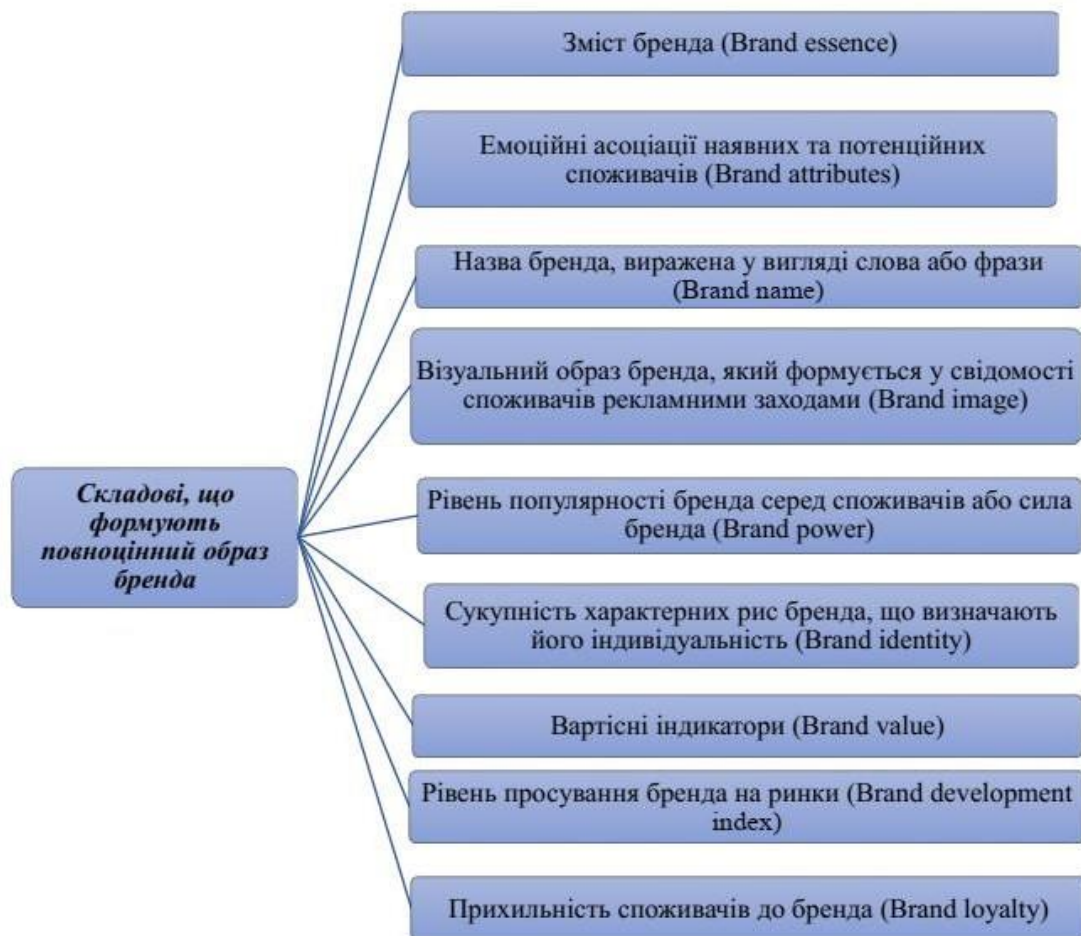 Зміст бренда (Brand essence)
Емоційні асоціації наявних та потенційних
споживачів (Brand attributes)
Назва бренда, виражена у вигляді слова або фрази
(Brand name)
Візуальний образ бренда, який формується у свідомості
споживачів рекламними заходами (Brand image)
Складові, що
формують
повноцінний образ
бренда
Рівень популярності бренда серед споживачів або сила
бренда (Brand power)
Сукупність характерних рис бренда, що визначають
його індивідуальність (Brand identity)
Вартісні індикатори (Brand value)
Рівень просування бренда на ринки (Brand development
index)
Прихильність споживачів до бренда (Brand loyalty)